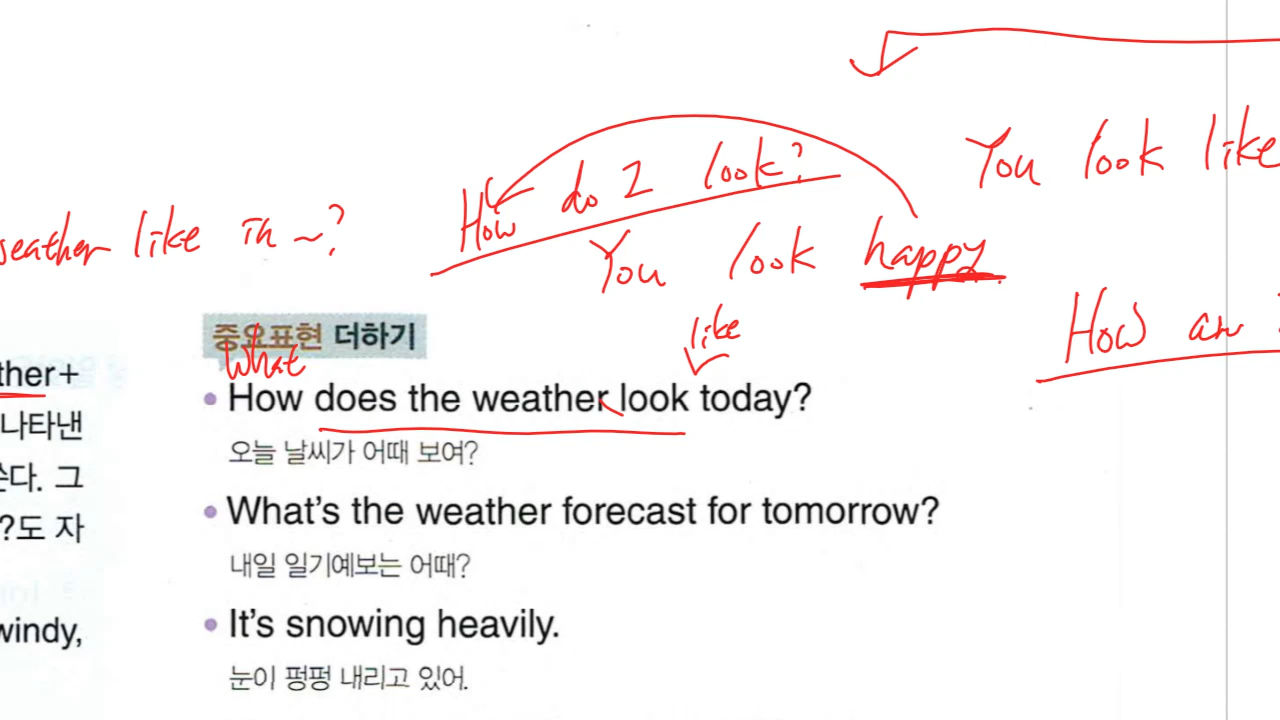 You look like
How do I look?
weather like in ~?
You look happy
How are
중요표현 더하기
like
What
• How does the weather look today?
오늘 날씨가 어때 보여?
• What's the weather forecast for tomorrow?
내일 일기예보는 어때?
• It's snowing heavily.
눈이 펑펑 내리고 있어.
ther+
나타낸
쓴다. 그
?도 자
windy,